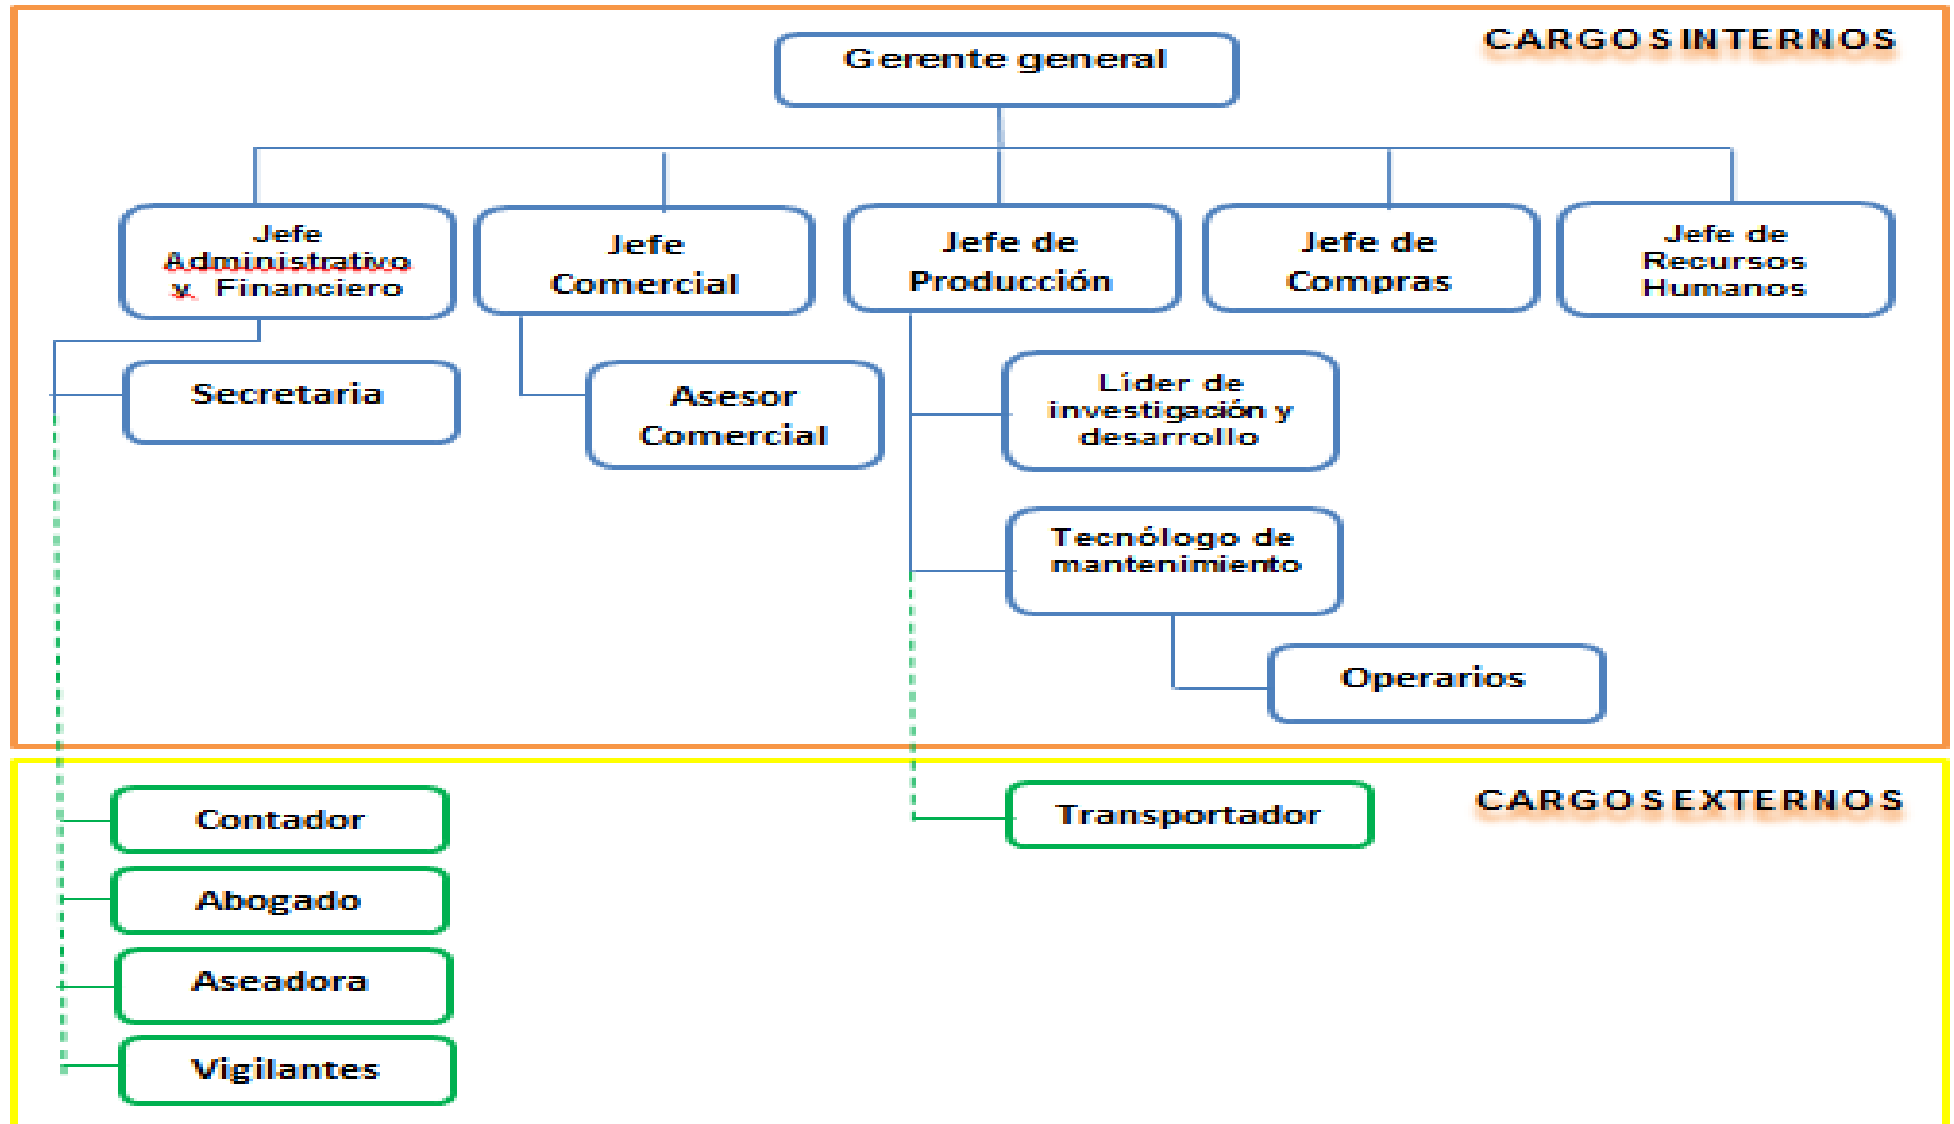 CARGOS INTERNOS
Gerente general
Jefe
Administrativo
y Financiero
Jefe
Comercial
Jefe de
Producción
Jefe de
Compras
Jefe de
Recursos
Humanos
Secretaria
Asesor
Comercial
Líder de
investigación y
desarrollo
Tecnólogo de
mantenimiento
Operarios
CARGOS EXTERNOS
Contador
Transportador
Abogado
Aseadora
Vigilantes